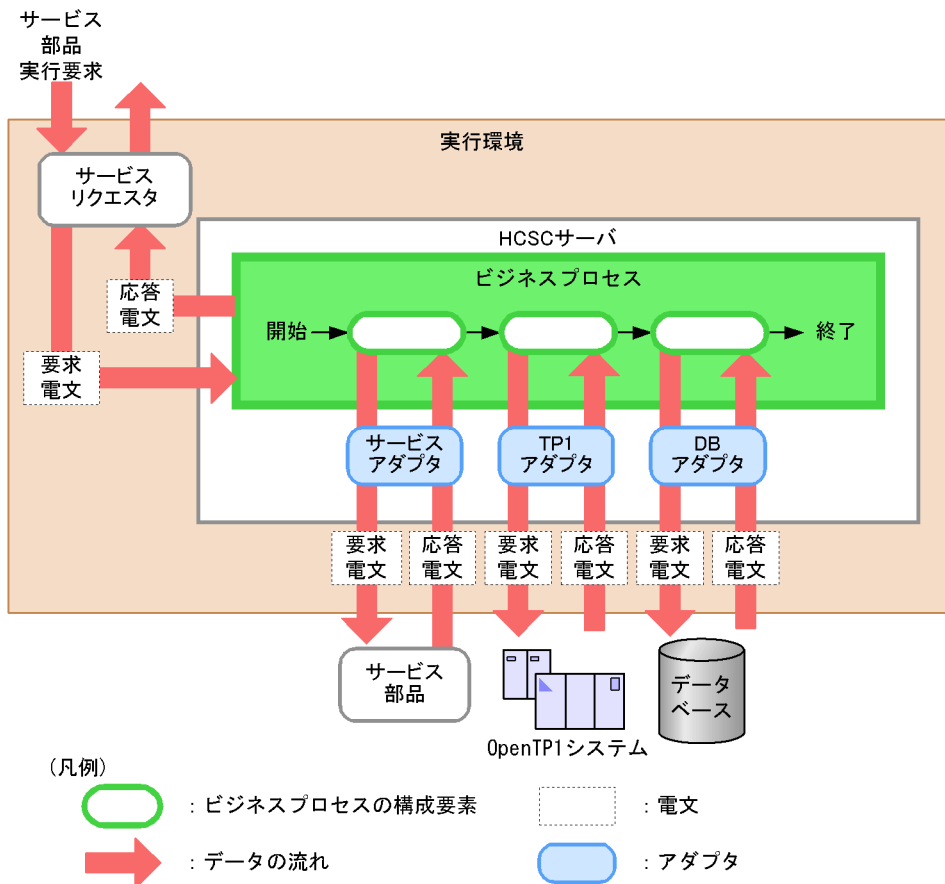 サービス
部品
実行要求
実行環境
サービス
リクエスタ
HCSCサーバ
ビジネスプロセス
応答
電文
開始
終了
要求
電文
サービス
アダプタ
TP1
アダプタ
DB
アダプタ
要求
電文
応答
電文
要求
電文
応答
電文
要求
電文
応答
電文
サービス
部品
データ
ベース
OpenTP1システム
(凡例)
：ビジネスプロセスの構成要素
：電文
：データの流れ
：アダプタ